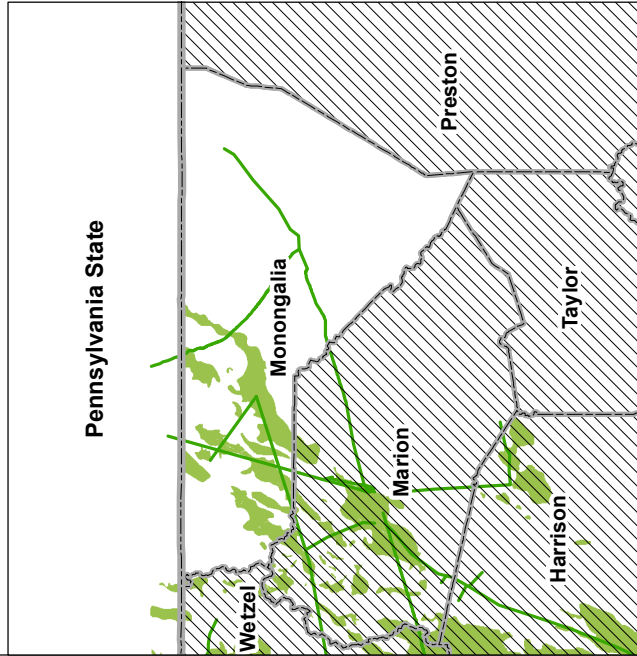 Pennsylvania State
Preston
Monongalia
Taylor
Marion
Harrison
Wetzel